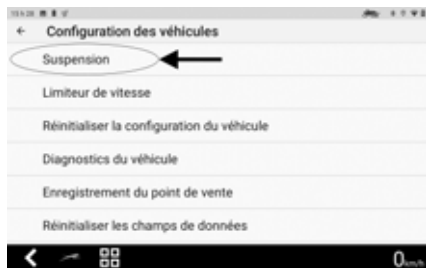 Configuration des véhicules
Suspension
Limiteur de vitesse
Réinitialiser la configuration du véhicule
Diagnostics du véhicule
Enregistrement du point de vente
Réinitialiser les champs de données
0km/h